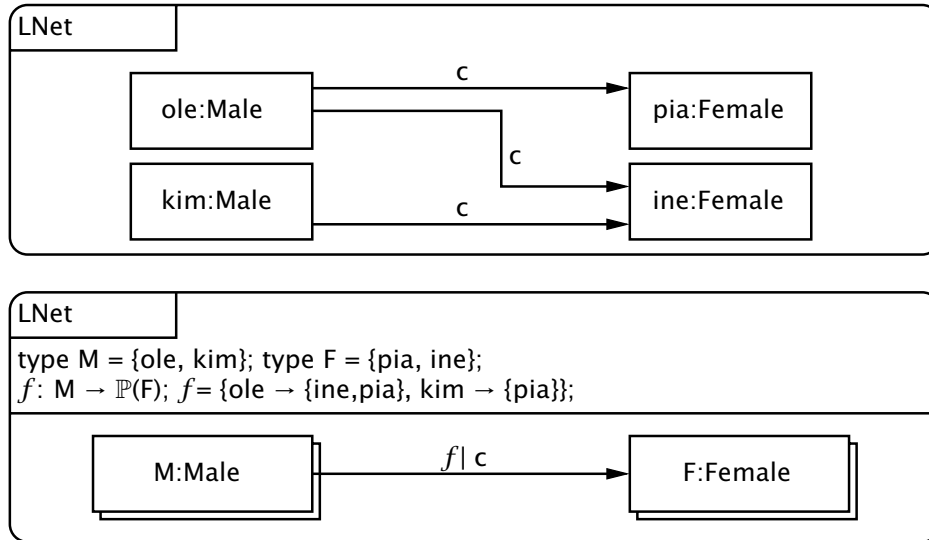 LNet
c
ole:Male
pia:Female
c
kim:Male
ine:Female
c
LNet
type M = {ole, kim}; type F = {pia, ine};
f: M → ℙ(F); f= {ole → {ine,pia}, kim → {pia}};
M:Male
f| c
F:Female